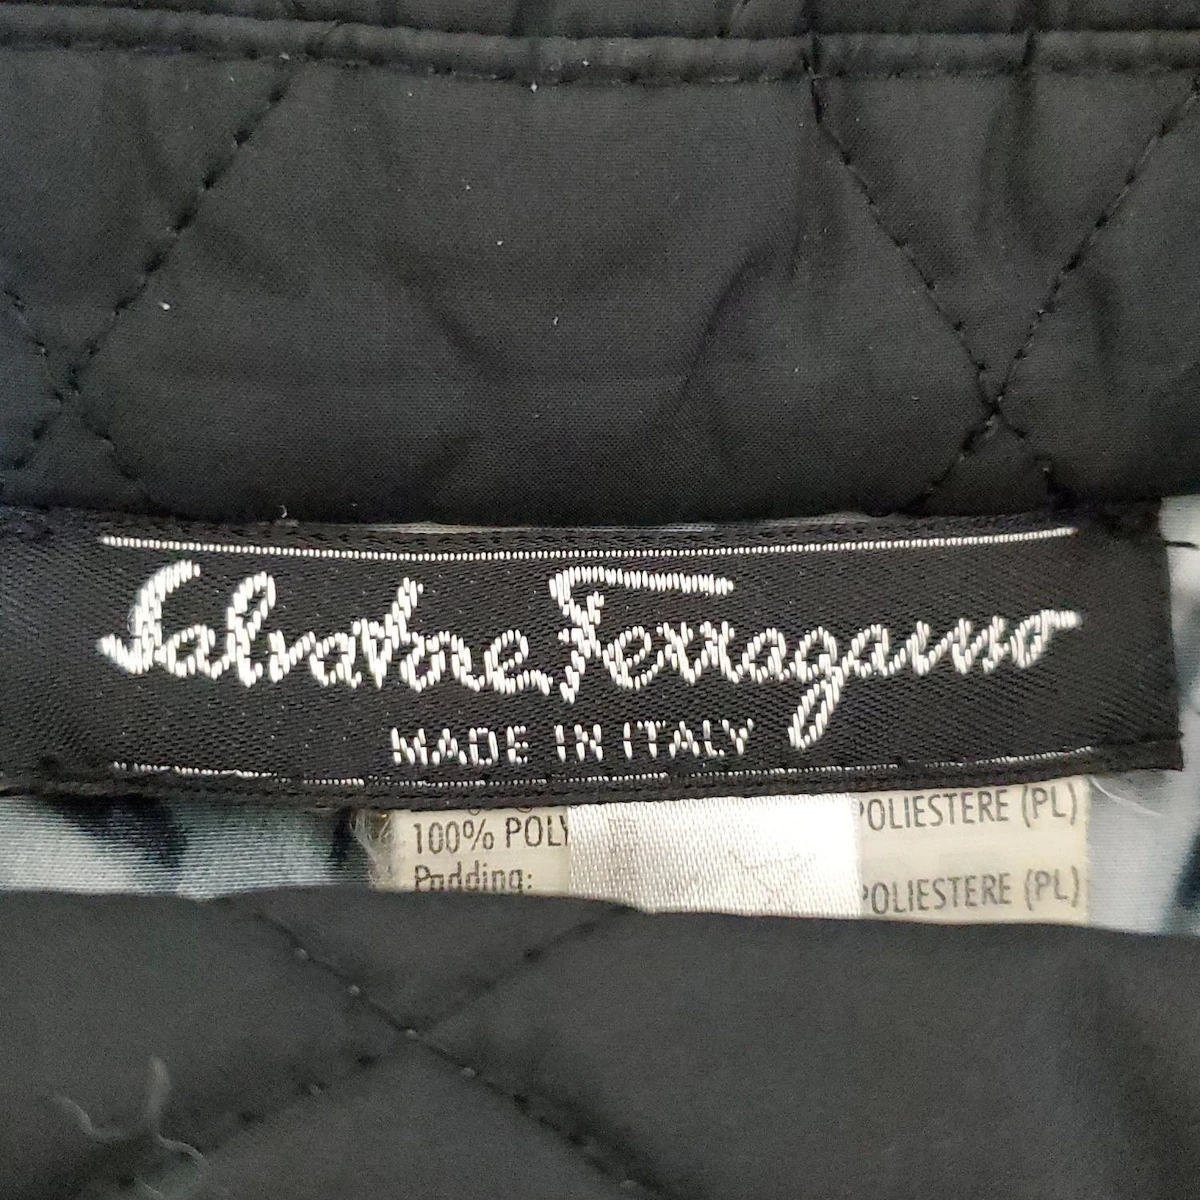 Salvatore Ferragamo
MADE IN ITALY
100% POLY POLIESTERE (PL)
Padding:
POLIESTERE (PL)